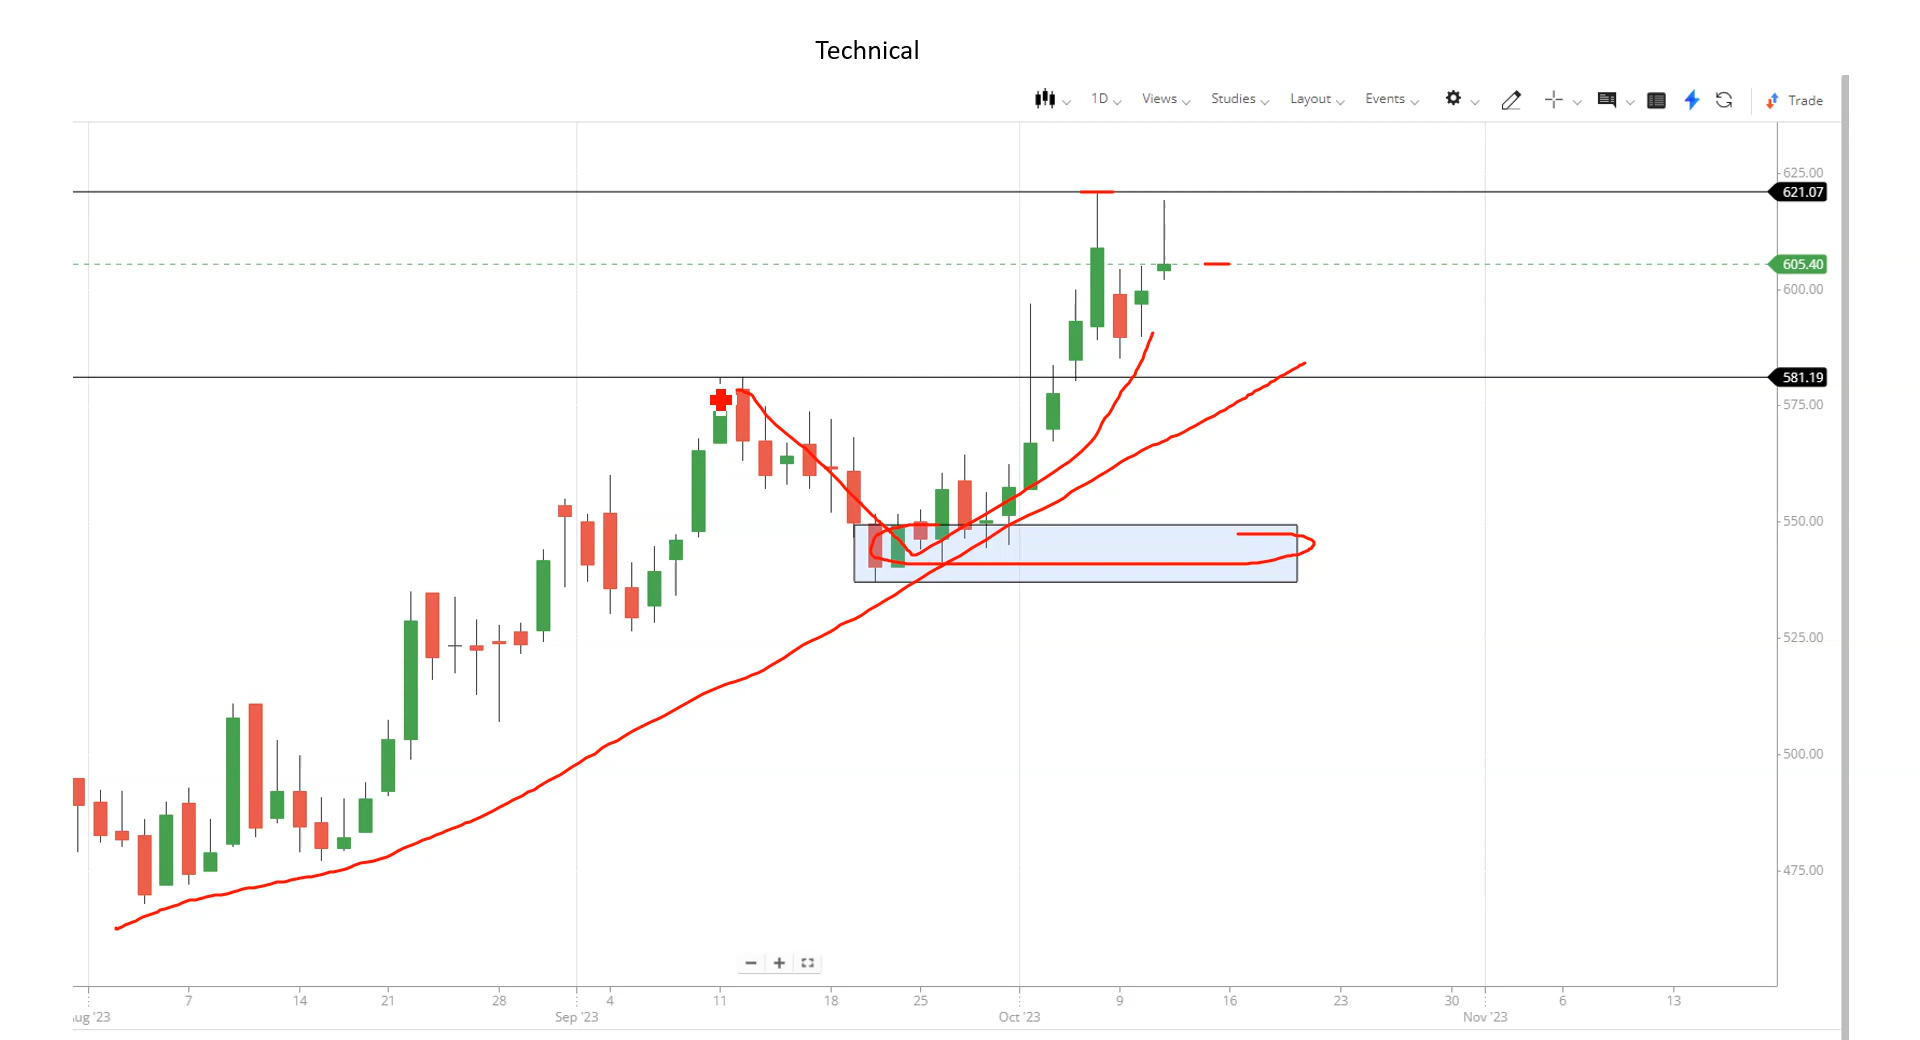 Technical
1D Views Studies Layout Events Trade
625.00
621.07
605.40
600.00
581.19
575.00
550.00
525.00
500.00
475.00
7 14 21 28 4 11 18 25 9 16 23 30 6 13
ug '23 Sep '23 Oct '23 Nov '23